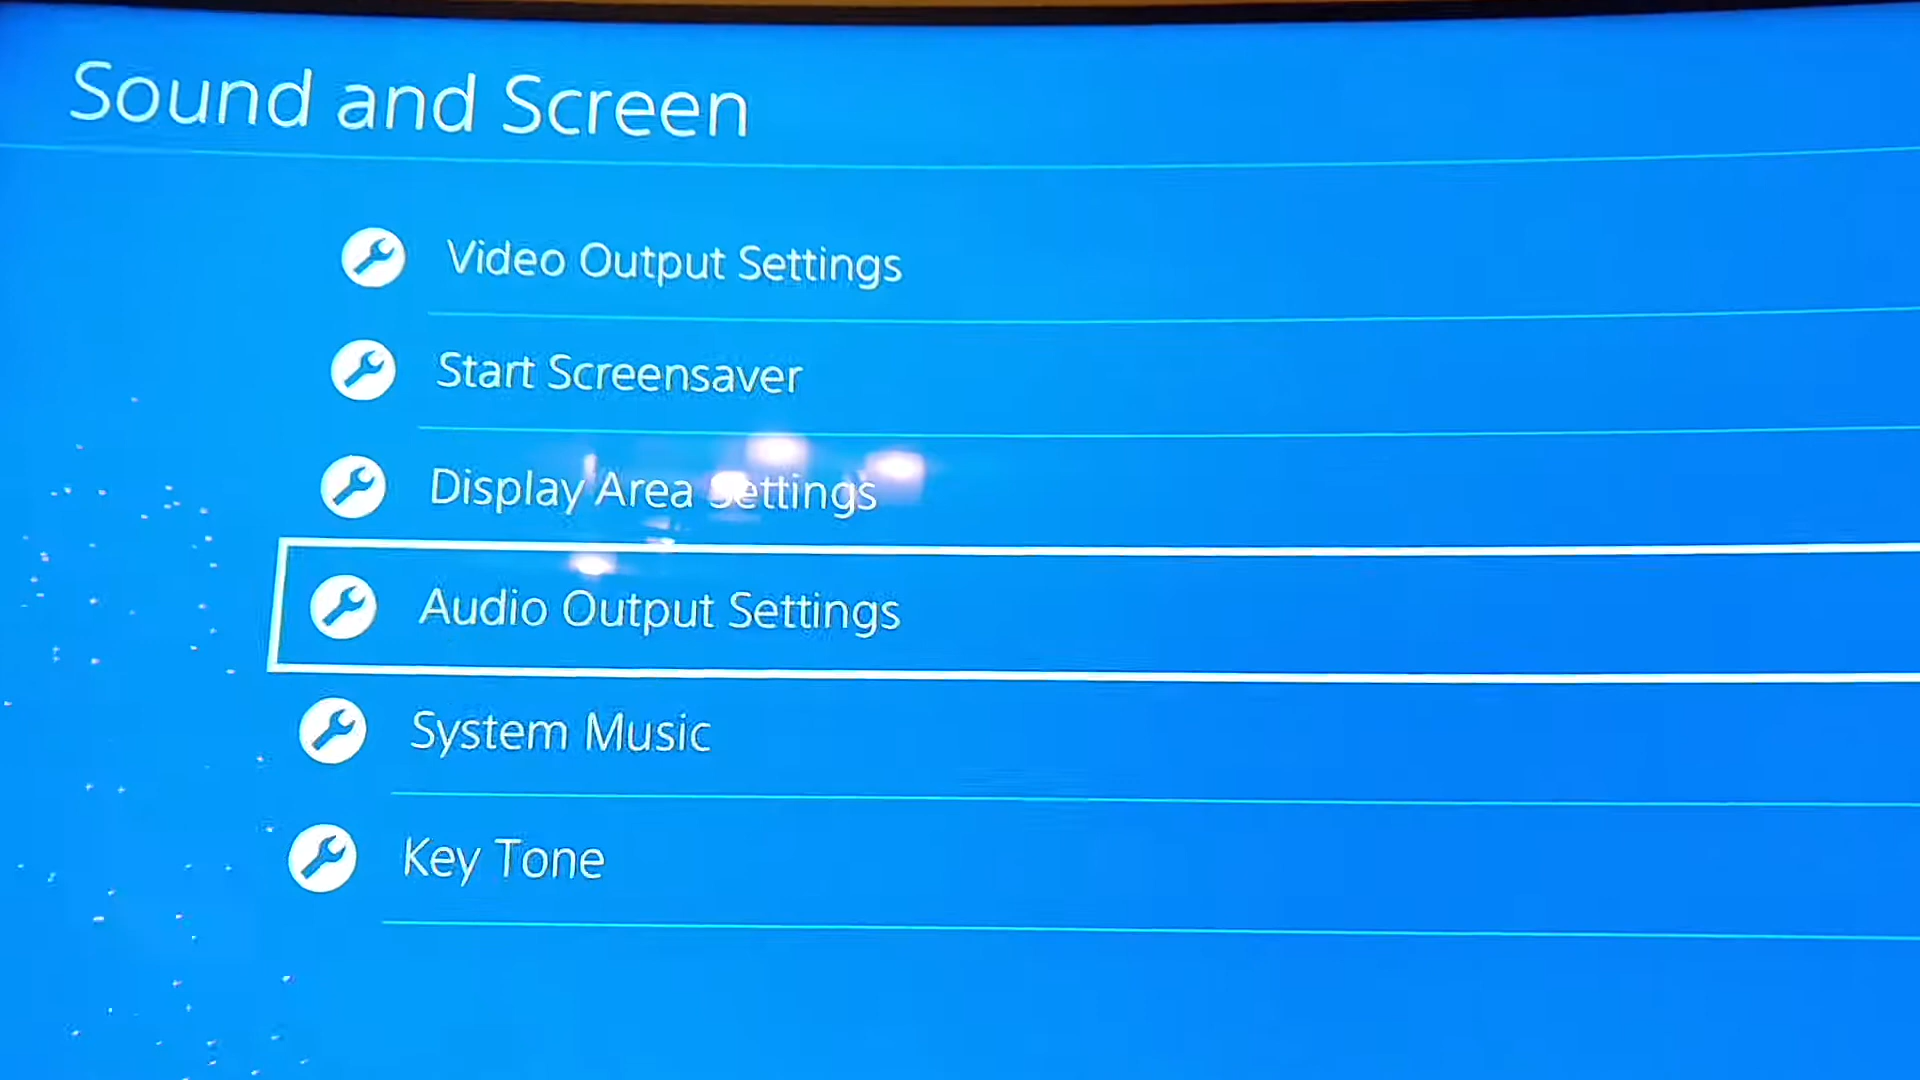 Sound and Screen
Video Output Settings
Start Screensaver
Display Area Settings
Audio Output Settings
System Music
Key Tone